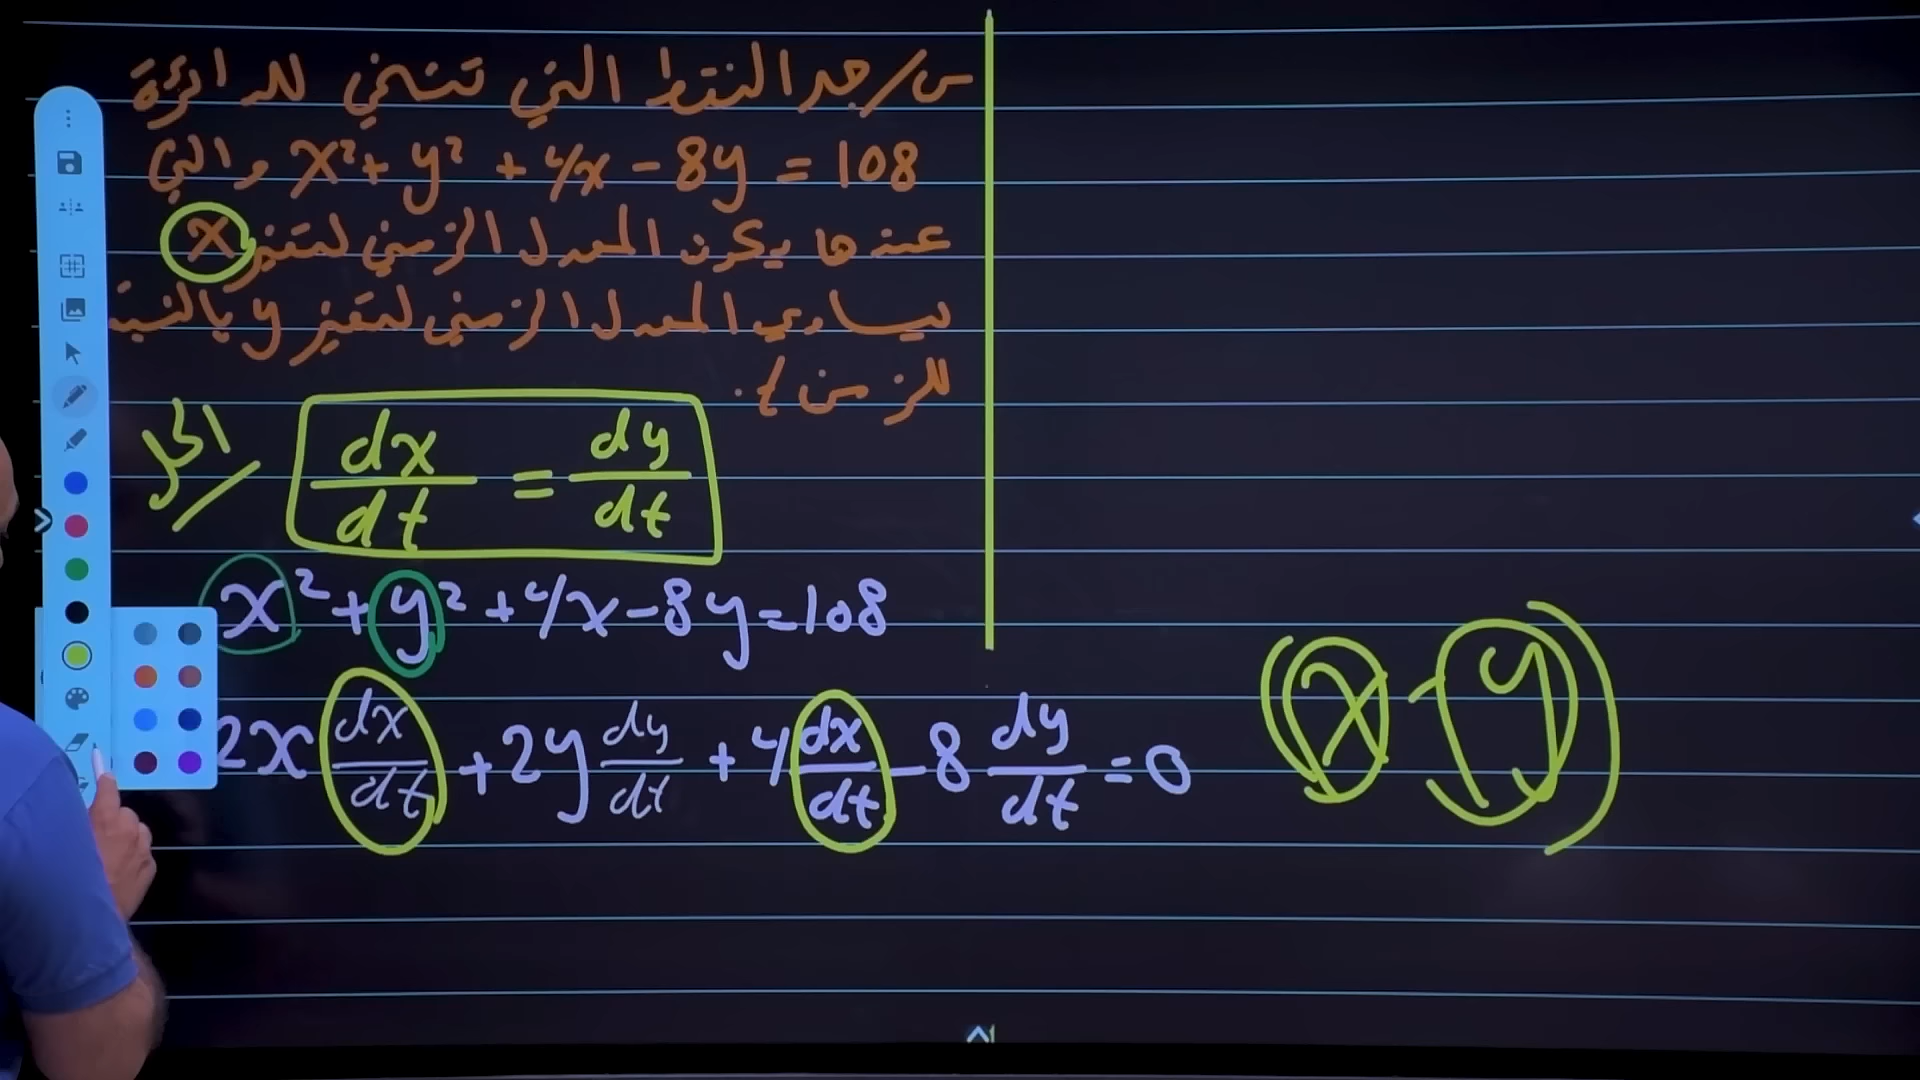 س/جد النقط التي تنتمي للدائرة
x² + y² + 4x - 8y = 108 والتي
عندها يكون المعدل الزمني لتغير x
يساوي المعدل الزمني لتغير y بالنسبة
للزمن t.
الحل/ dx/dt = dy/dt
x² + y² + 4x - 8y = 108
2x dx/dt + 2y dy/dt + 4 dx/dt - 8 dy/dt = 0
(x - y)